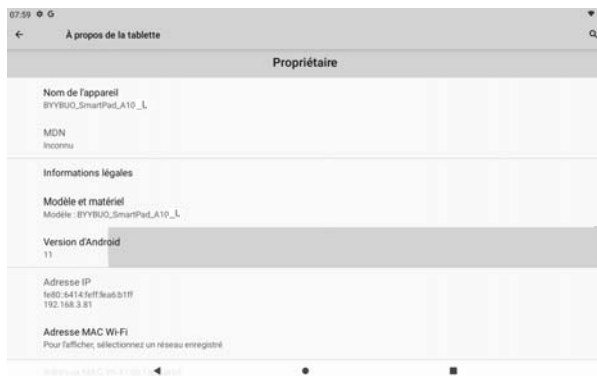 07:59 G
À propos de la tablette
Propriétaire
Nom de l'appareil
BYYBUO_SmartPad_A10 _L
MDN
Inconnu
Informations légales
Modèle et matériel
Modèle : BYYBUO_SmartPad_A10_L
Version d'Android
11
Adresse IP
fe80::6414:feff:fea6:b1ff
192.168.3.81
Adresse MAC Wi-Fi
Pour l'afficher, sélectionnez un réseau enregistré